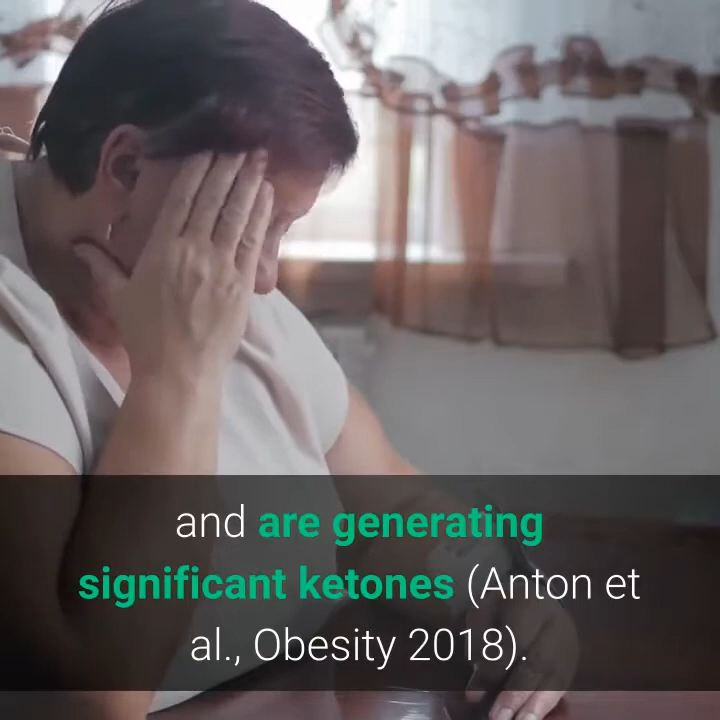 and are generating
significant ketones (Anton et
al., Obesity 2018).